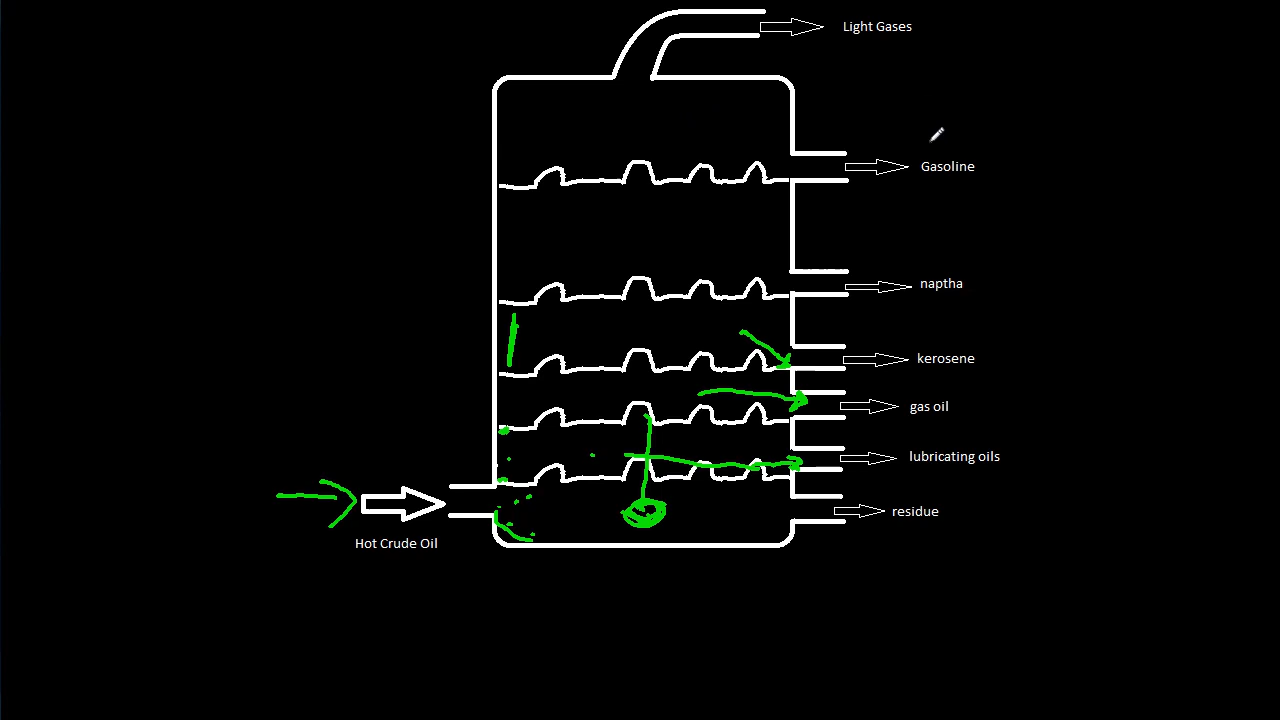 Light Gases
Gasoline
naptha
kerosene
gas oil
lubricating oils
residue
Hot Crude Oil